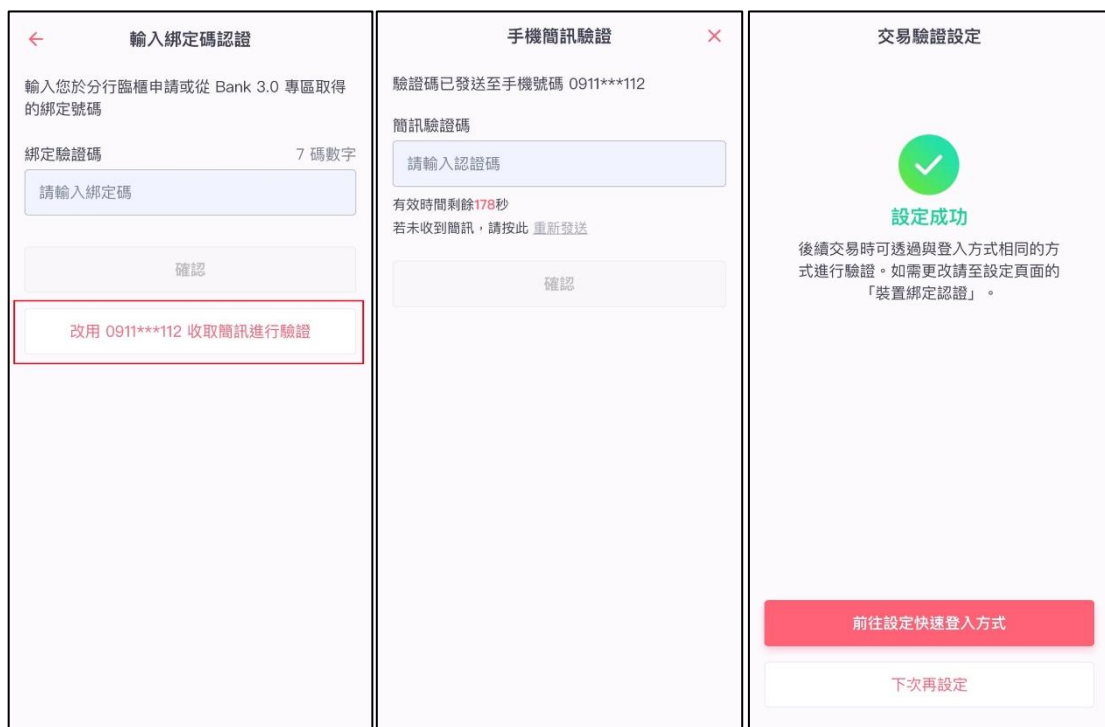 輸入綁定碼認證
輸入您於分行臨櫃申請或從 Bank 3.0 專區取得
的綁定號碼
綁定驗證碼 7 碼數字
請輸入綁定碼
確認
改用 0911***112 收取簡訊進行驗證
手機簡訊驗證
驗證碼已發送至手機號碼 0911***112
簡訊驗證碼
請輸入認證碼
有效時間剩餘178秒
若未收到簡訊，請按此 重新發送
確認
交易驗證設定
設定成功
後續交易時可透過與登入方式相同的方
式進行驗證。如需更改請至設定頁面的
「裝置綁定認證」。
前往設定快速登入方式
下次再設定